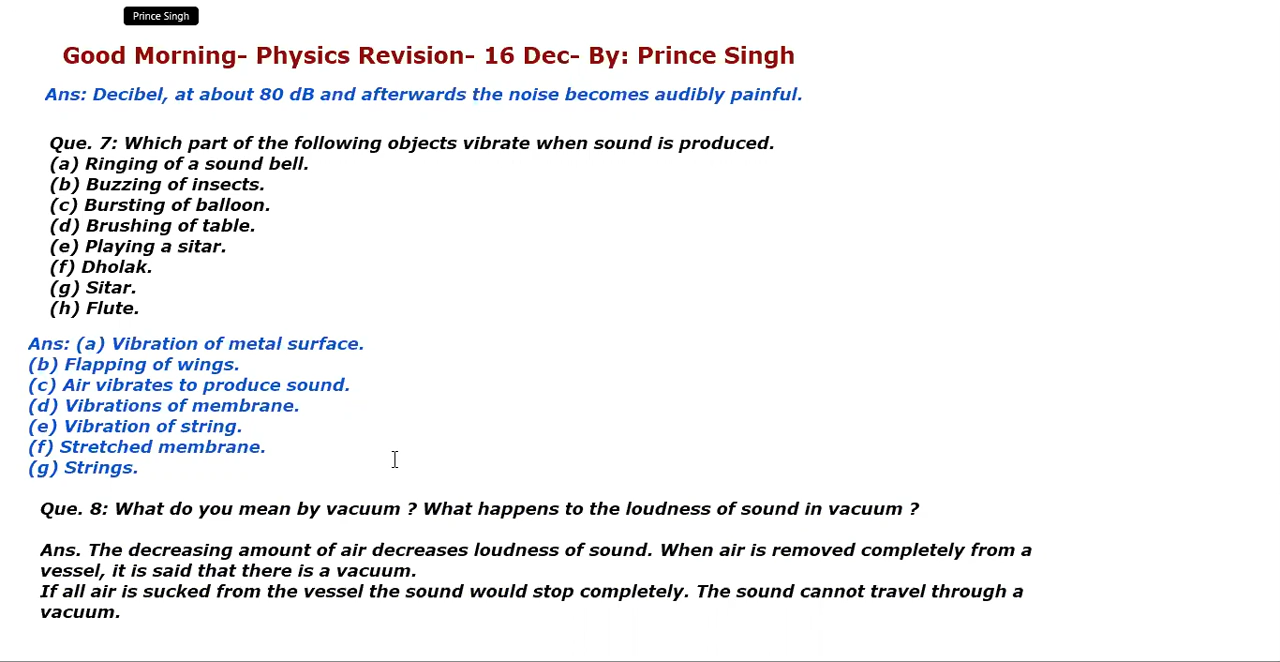 Prince Singh
Good Morning- Physics Revision- 16 Dec- By: Prince Singh
Ans: Decibel, at about 80 dB and afterwards the noise becomes audibly painful.
Que. 7: Which part of the following objects vibrate when sound is produced.
(a) Ringing of a sound bell.
(b) Buzzing of insects.
(c) Bursting of balloon.
(d) Brushing of table.
(e) Playing a sitar.
(f) Dholak.
(g) Sitar.
(h) Flute.
Ans: (a) Vibration of metal surface.
(b) Flapping of wings.
(c) Air vibrates to produce sound.
(d) Vibrations of membrane.
(e) Vibration of string.
(f) Stretched membrane.
(g) Strings.
Que. 8: What do you mean by vacuum ? What happens to the loudness of sound in vacuum ?
Ans. The decreasing amount of air decreases loudness of sound. When air is removed completely from a
vessel, it is said that there is a vacuum.
If all air is sucked from the vessel the sound would stop completely. The sound cannot travel through a
vacuum.